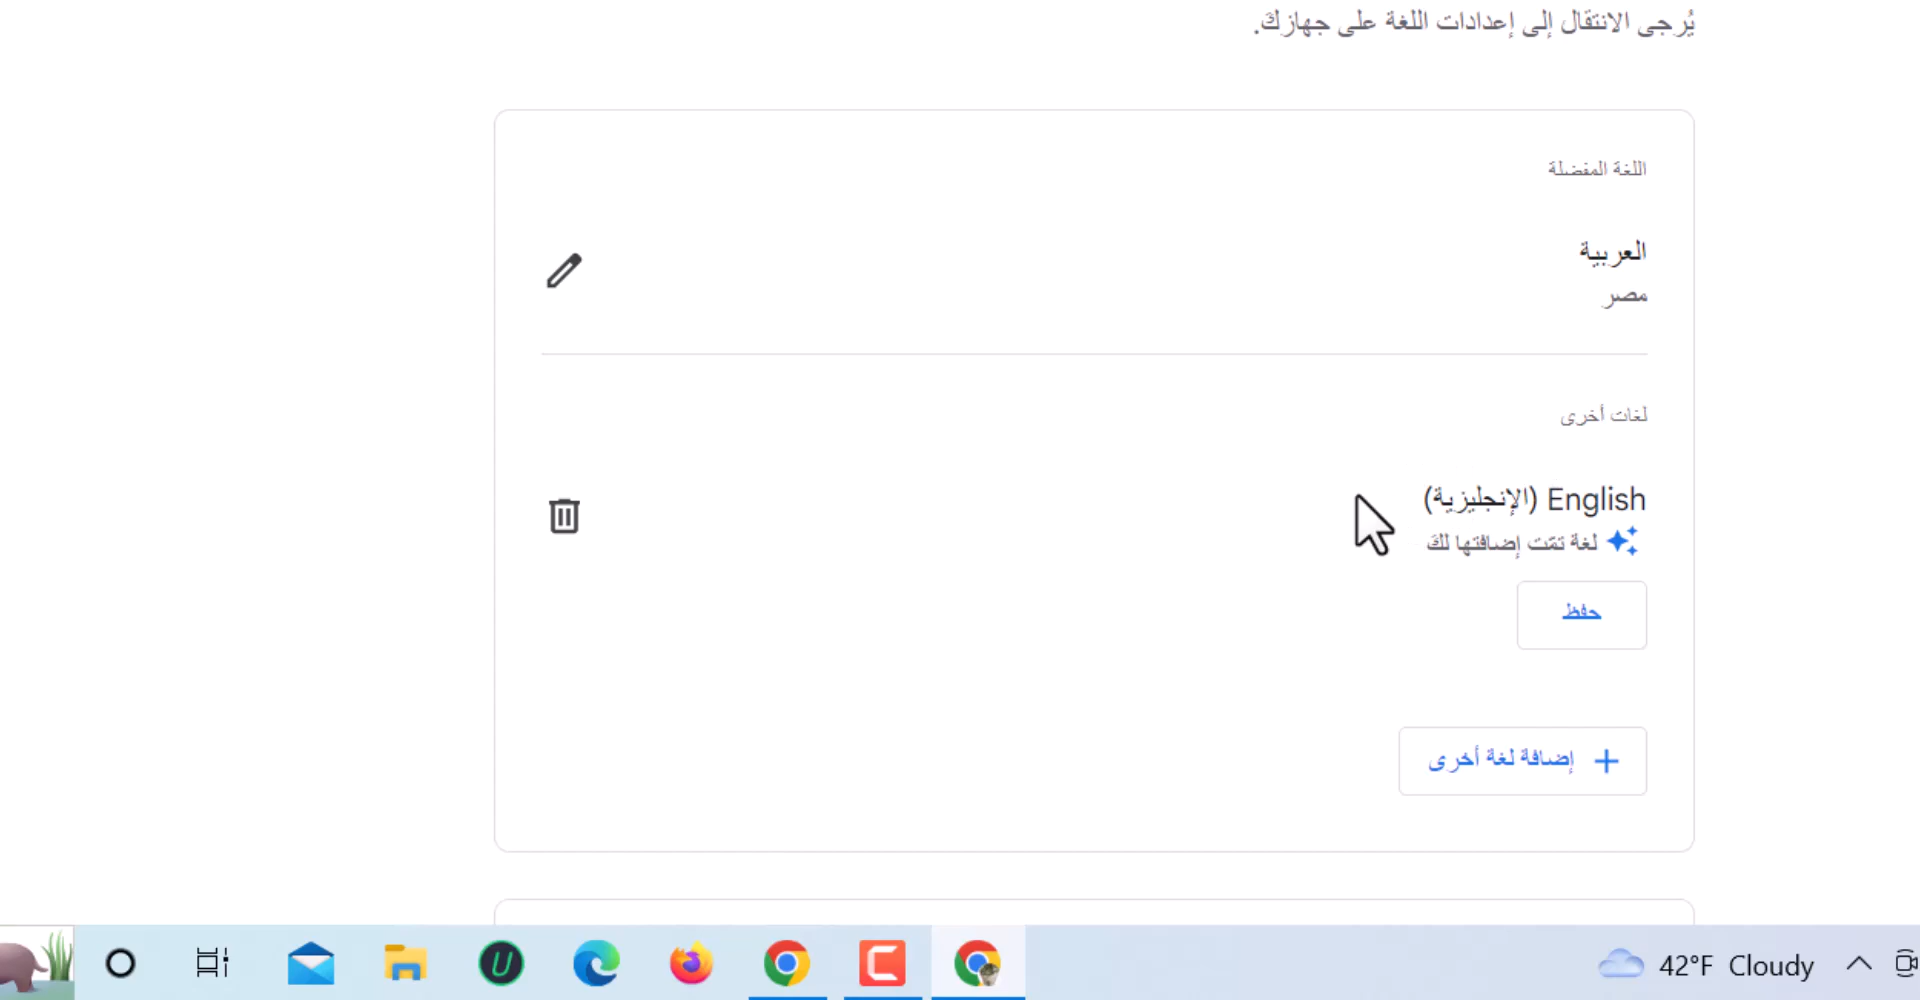 يُرجى الانتقال إلى إعدادات اللغة على جهازك.
اللغة المفضلة
العربية
مصر
لغات أخرى
English (الإنجليزية)
لغة تمّت إضافتها لك
حفظ
إضافة لغة أخرى
42°F Cloudy